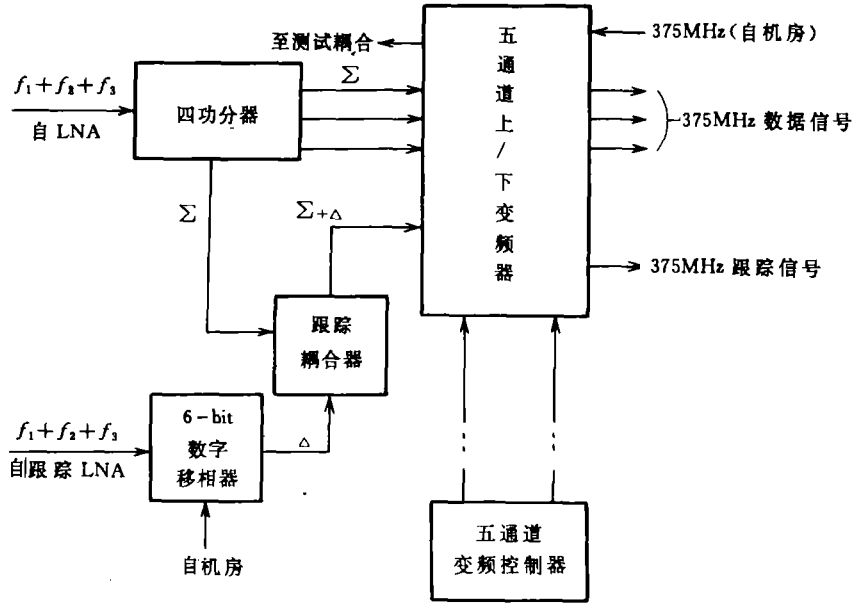 至测试耦合
375MHz(自机房)
f₁+f₂+f₃
自 LNA
四功分器
Σ
五通道上/下变频器
375MHz 数据信号
Σ
Σ+△
375MHz 跟踪信号
跟踪
耦合器
f₁+f₂+f₃
自跟踪 LNA
6-bit
数字
移相器
△
自机房
五通道
变频控制器